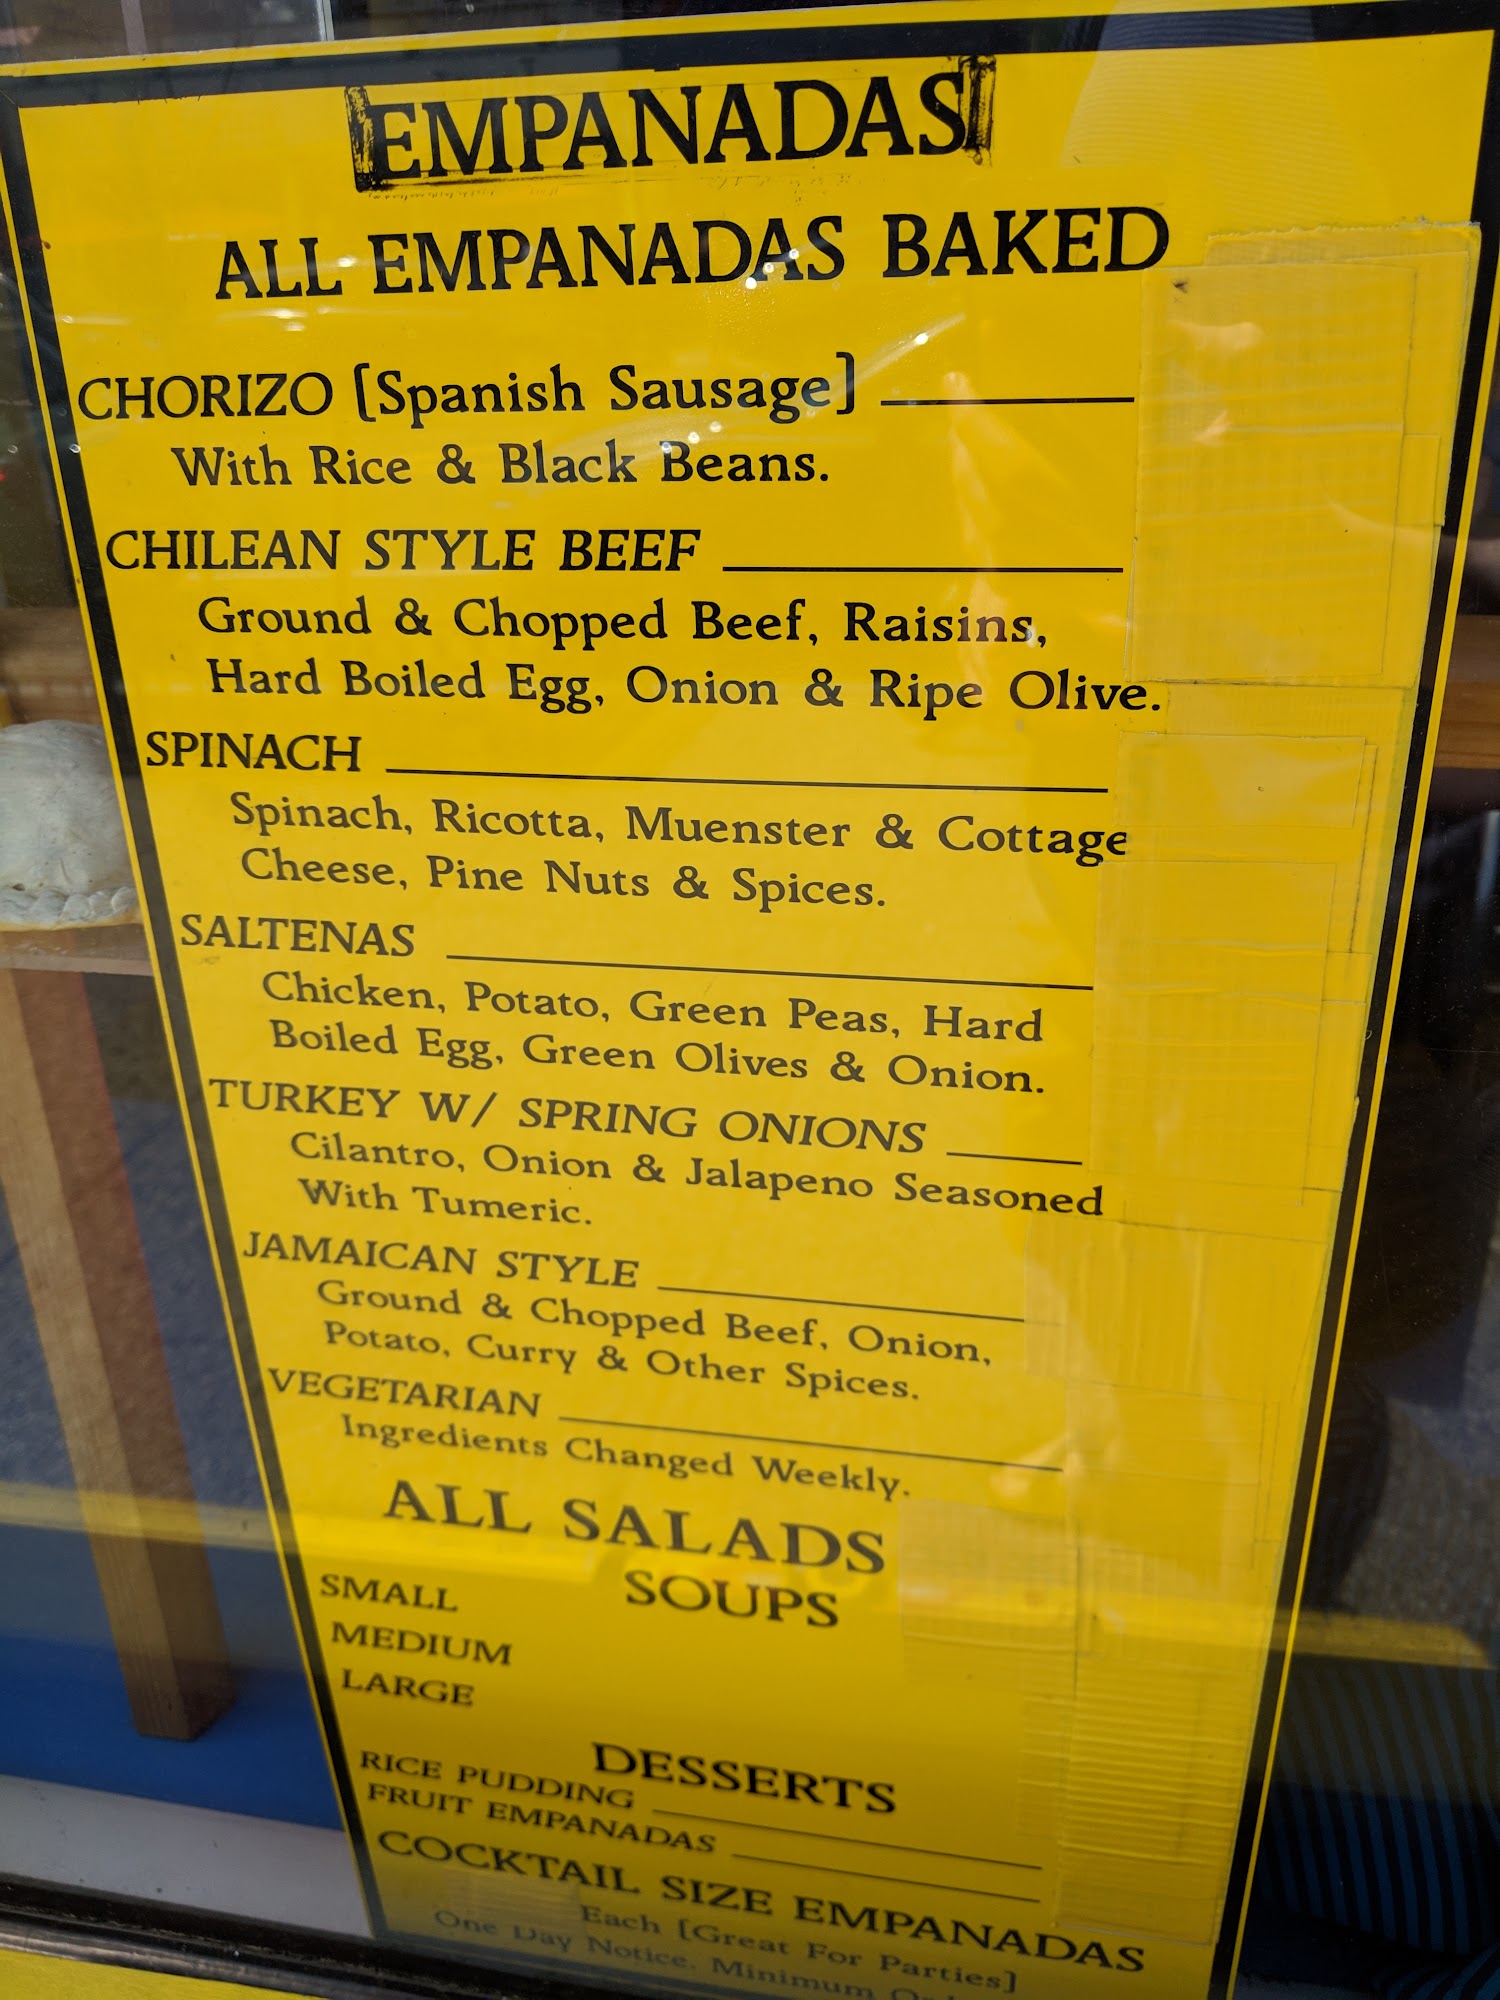 EMPANADAS
ALL EMPANADAS BAKED
CHORIZO [Spanish Sausage]
With Rice & Black Beans.
CHILEAN STYLE BEEF
Ground & Chopped Beef, Raisins,
Hard Boiled Egg, Onion & Ripe Olive.
SPINACH
Spinach, Ricotta, Muenster & Cottage
Cheese, Pine Nuts & Spices.
SALTENAS
Chicken, Potato, Green Peas, Hard
Boiled Egg, Green Olives & Onion.
TURKEY W/ SPRING ONIONS
Cilantro, Onion & Jalapeno Seasoned
With Tumeric.
JAMAICAN STYLE
Ground & Chopped Beef, Onion,
Potato, Curry & Other Spices.
VEGETARIAN
Ingredients Changed Weekly.
ALL SALADS
SOUPS
SMALL
MEDIUM
LARGE
DESSERTS
RICE PUDDING
FRUIT EMPANADAS
COCKTAIL SIZE EMPANADAS
Each [Great For Parties]
One Day Notice. Minimum